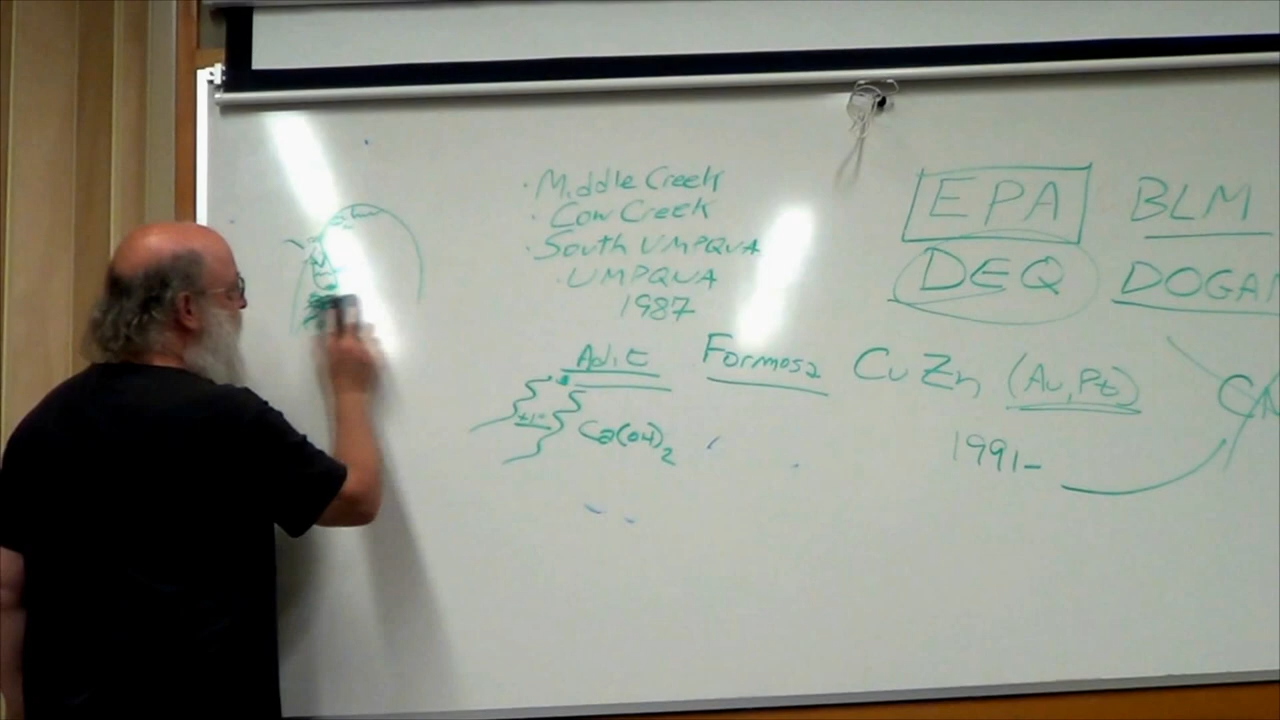 · Middle Creek
· Cow Creek
· South UMPQUA
· UMPQUA
1987
EPA BLM
DEQ DOGAM
Adit Formosa Cu Zn (Au, Pt)
Ca(OH)2
1991-